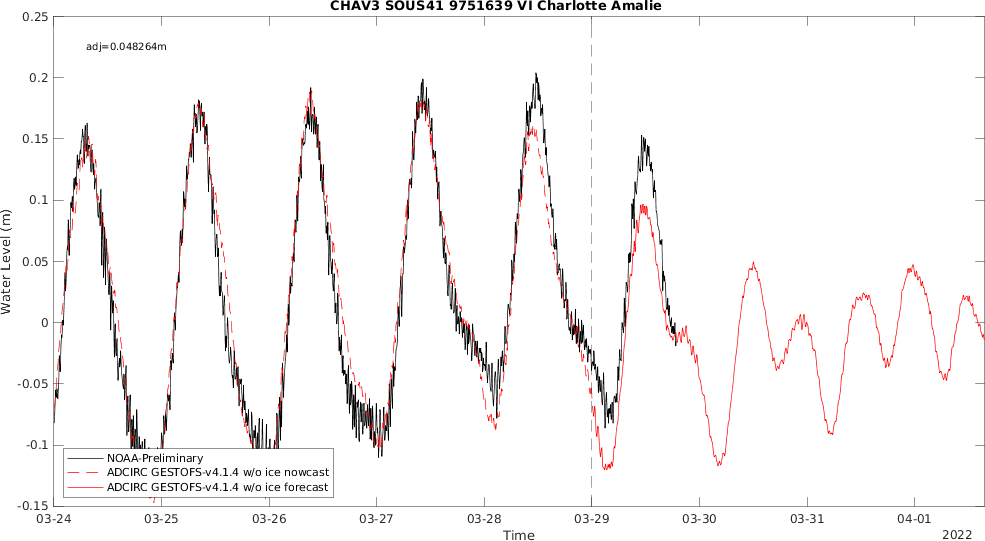 CHAV3 SOUS41 9751639 VI Charlotte Amalie
adj=0.048264m
0.25
0.2
0.15
0.1
0.05
0
-0.05
-0.1
-0.15
Water Level (m)
NOAA-Preliminary
ADCIRC GESTOFS-v4.1.4 w/o ice nowcast
ADCIRC GESTOFS-v4.1.4 w/o ice forecast
03-24 03-25 03-26 03-27 03-28 03-29 03-30 03-31 04-01
Time
2022